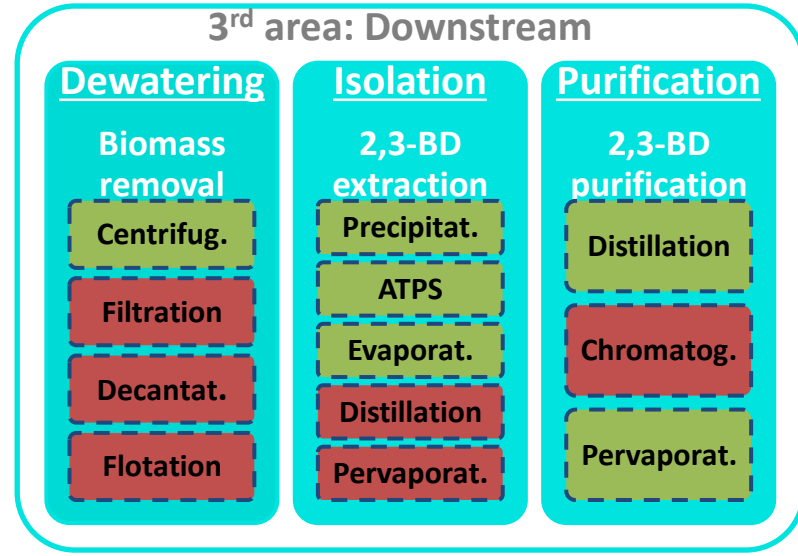 3rd area: Downstream
Dewatering
Biomass
removal
Centrifug.
Filtration
Decantat.
Flotation
Isolation
2,3-BD
extraction
Precipitat.
ATPS
Evaporat.
Distillation
Pervaporat.
Purification
2,3-BD
purification
Distillation
Chromatog.
Pervaporat.